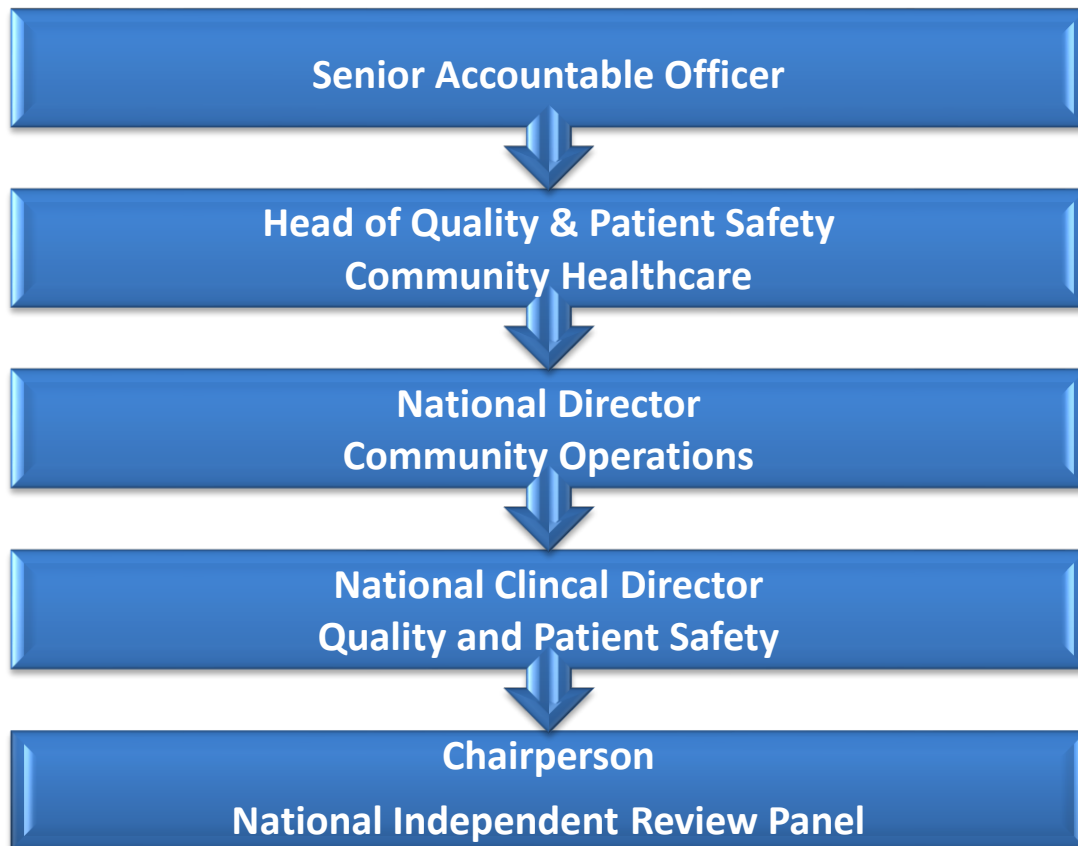 Senior Accountable Officer
Head of Quality & Patient Safety
Community Healthcare
National Director
Community Operations
National Clincal Director
Quality and Patient Safety
Chairperson
National Independent Review Panel